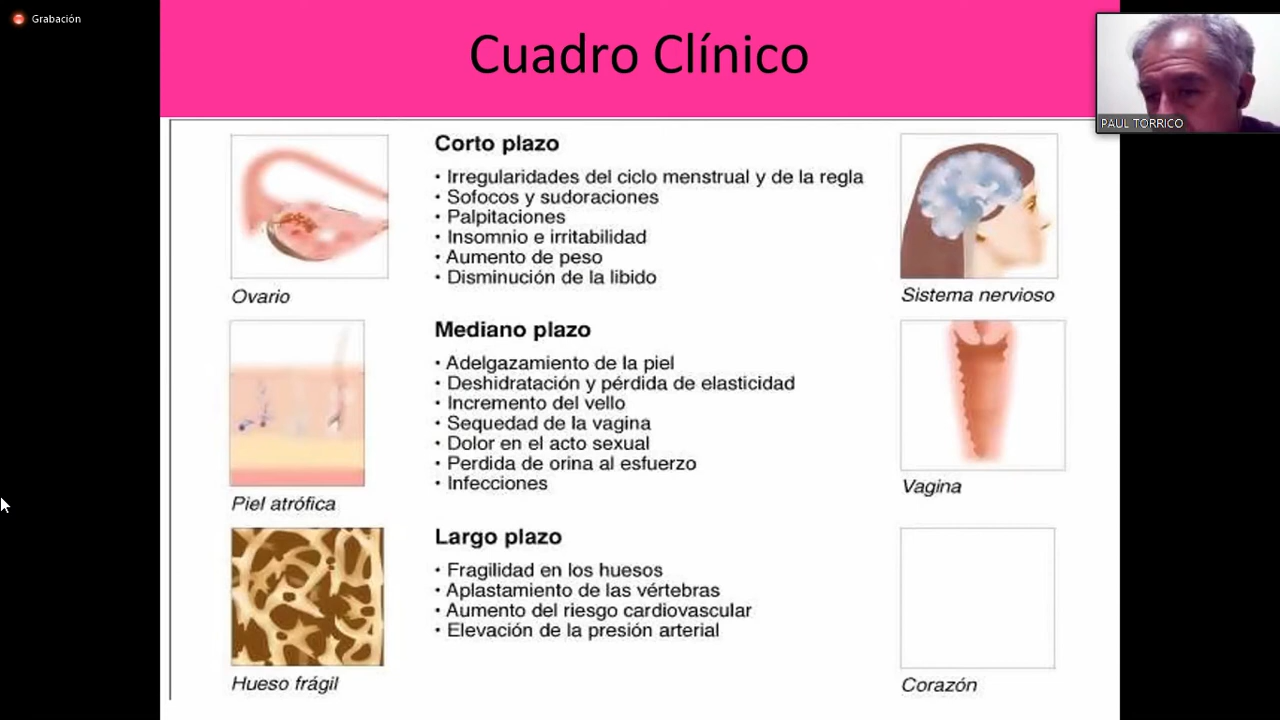 Grabación
Cuadro Clínico
PAUL TORRICO
Corto plazo
• Irregularidades del ciclo menstrual y de la regla
• Sofocos y sudoraciones
• Palpitaciones
• Insomnio e irritabilidad
• Aumento de peso
• Disminución de la libido
Ovario
Sistema nervioso
Mediano plazo
• Adelgazamiento de la piel
• Deshidratación y pérdida de elasticidad
• Incremento del vello
• Sequedad de la vagina
• Dolor en el acto sexual
• Perdida de orina al esfuerzo
• Infecciones
Piel atrófica
Vagina
Largo plazo
• Fragilidad en los huesos
• Aplastamiento de las vértebras
• Aumento del riesgo cardiovascular
• Elevación de la presión arterial
Hueso frágil
Corazón